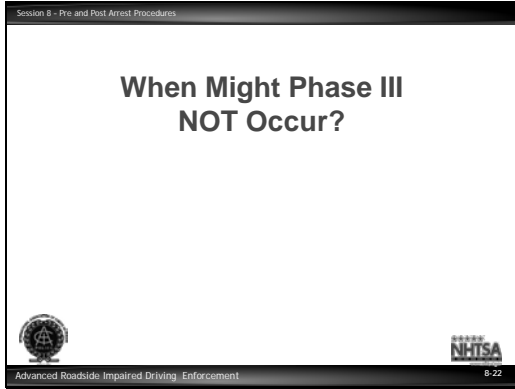 Session 8 - Pre and Post Arrest Procedures
When Might Phase III
NOT Occur?
NHTSA
Advanced Roadside Impaired Driving Enforcement
8-22